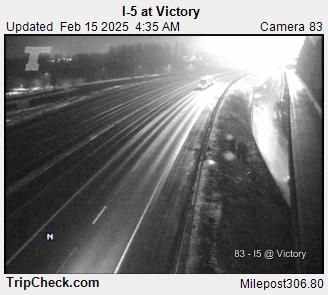 I-5 at Victory
Updated Feb 15 2025 4:35 AM Camera 83
T
N
83 - I5 @ Victory
TripCheck.com Milepost306.80